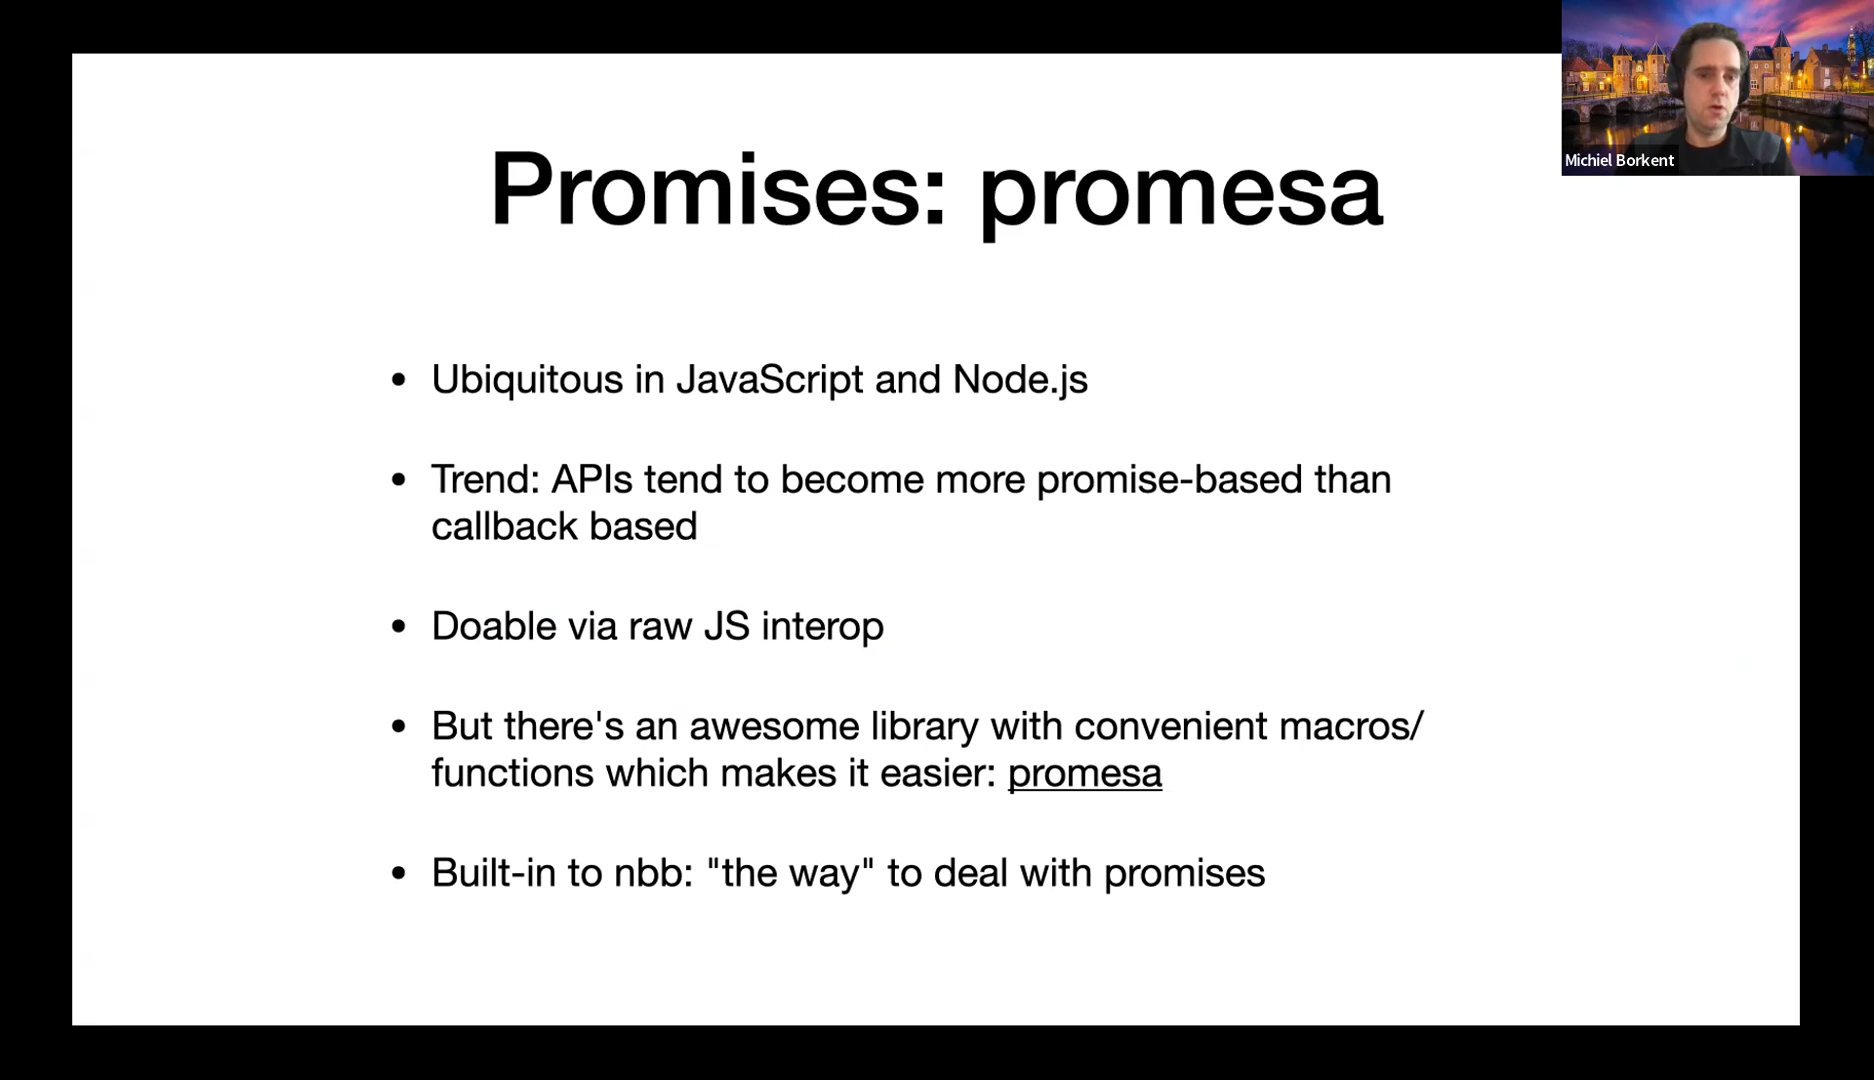 Promises: promesa
Michiel Borkent
• Ubiquitous in JavaScript and Node.js
• Trend: APIs tend to become more promise-based than
callback based
• Doable via raw JS interop
• But there's an awesome library with convenient macros/
functions which makes it easier: promesa
• Built-in to nbb: "the way" to deal with promises